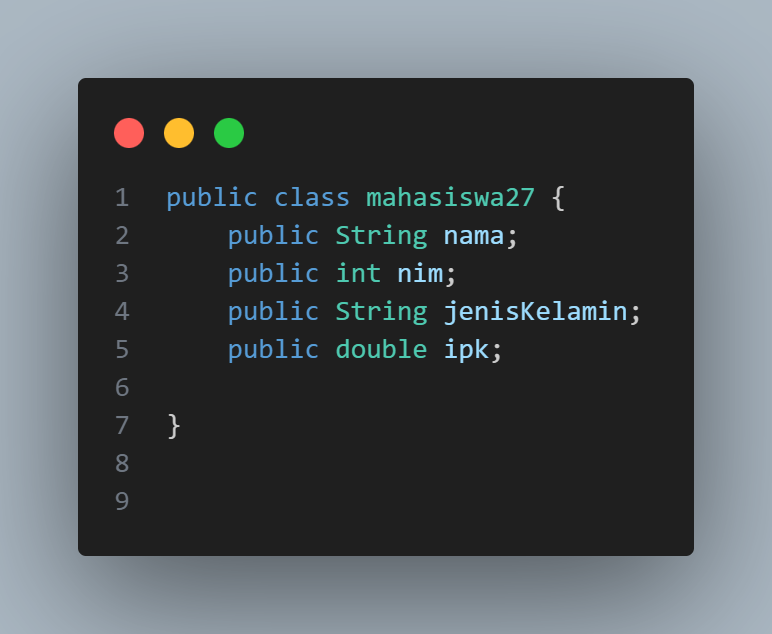 1 public class mahasiswa27 {
2     public String nama;
3     public int nim;
4     public String jenisKelamin;
5     public double ipk;
6
7 }
8
9